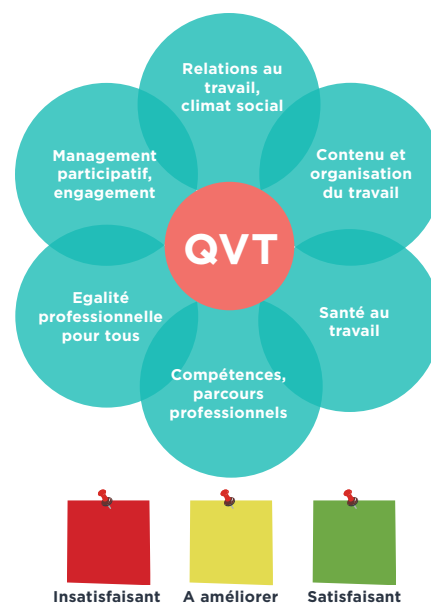 Relations au
travail,
climat social
Management
participatif,
engagement
Contenu et
organisation
du travail
QVT
Egalité
professionnelle
pour tous
Santé au
travail
Compétences,
parcours
professionnels
Insatisfaisant
A améliorer
Satisfaisant